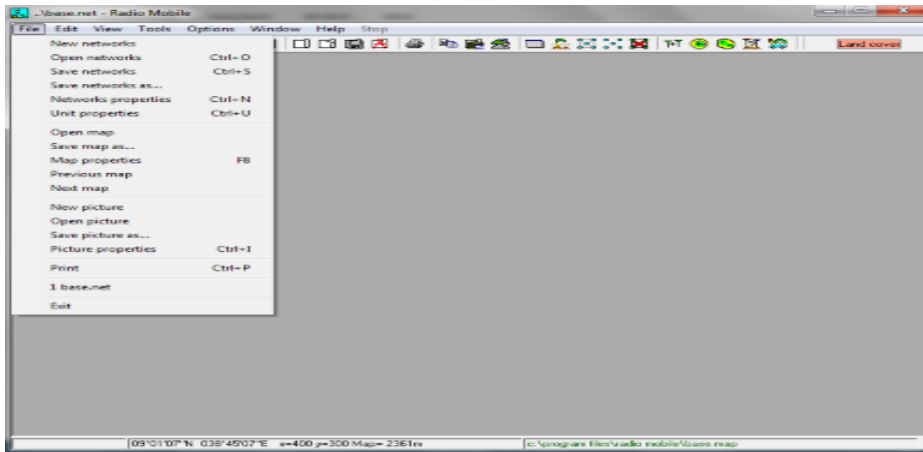 ..\base.net - Radio Mobile
File Edit View Tools Options Window Help Stop
New networks
Open networks Ctrl+O
Save networks Ctrl+S
Save networks as...
Networks properties Ctrl+N
Unit properties Ctrl+U
Open map
Save map as...
Map properties F8
Previous map
Next map
New picture
Open picture
Save picture as...
Picture properties Ctrl+I
Print Ctrl+P
1 base.net
Exit
Land cover
09°01'07"N 038°45'07"E x=400 y=300 Map= 2361m
c:\program files\radio mobile\base.map